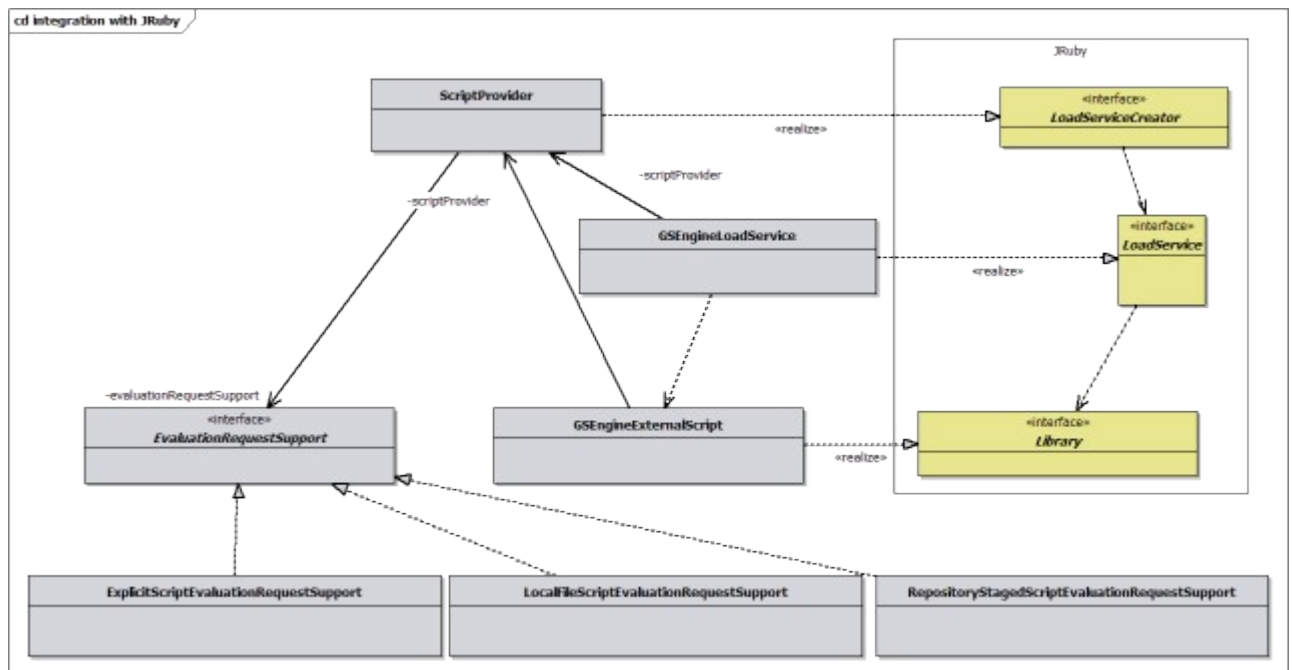 cd integration with JRuby
JRuby
ScriptProvider
«interface»
LoadServiceCreator
«realize»
-scriptProvider
-scriptProvider
GSEngineLoadService
«interface»
LoadService
«realize»
-evaluationRequestSupport
«interface»
EvaluationRequestSupport
GSEngineExternalScript
«interface»
Library
«realize»
ExplicitScriptEvaluationRequestSupport
LocalFileScriptEvaluationRequestSupport
RepositoryStagedScriptEvaluationRequestSupport